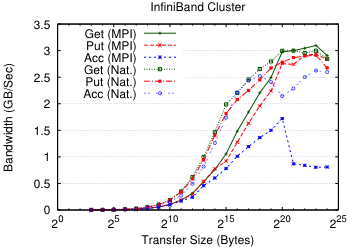 InfiniBand Cluster
Bandwidth (GB/Sec)
3.5
3
2.5
2
1.5
1
0.5
0
Get (MPI)
Put (MPI)
Acc (MPI)
Get (Nat.)
Put (Nat.)
Acc (Nat.)
2^0 2^5 2^10 2^15 2^20 2^25
Transfer Size (Bytes)